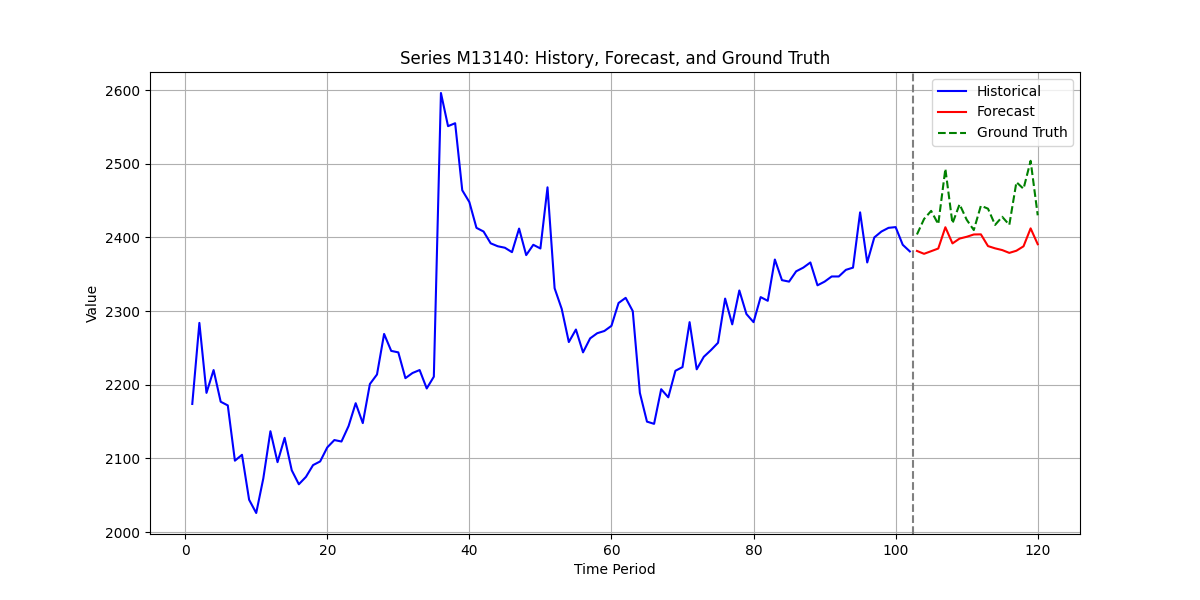 Series M13140: History, Forecast, and Ground Truth
Historical
Forecast
Ground Truth
2600
2500
2400
2300
2200
2100
2000
Value
0 20 40 60 80 100 120
Time Period